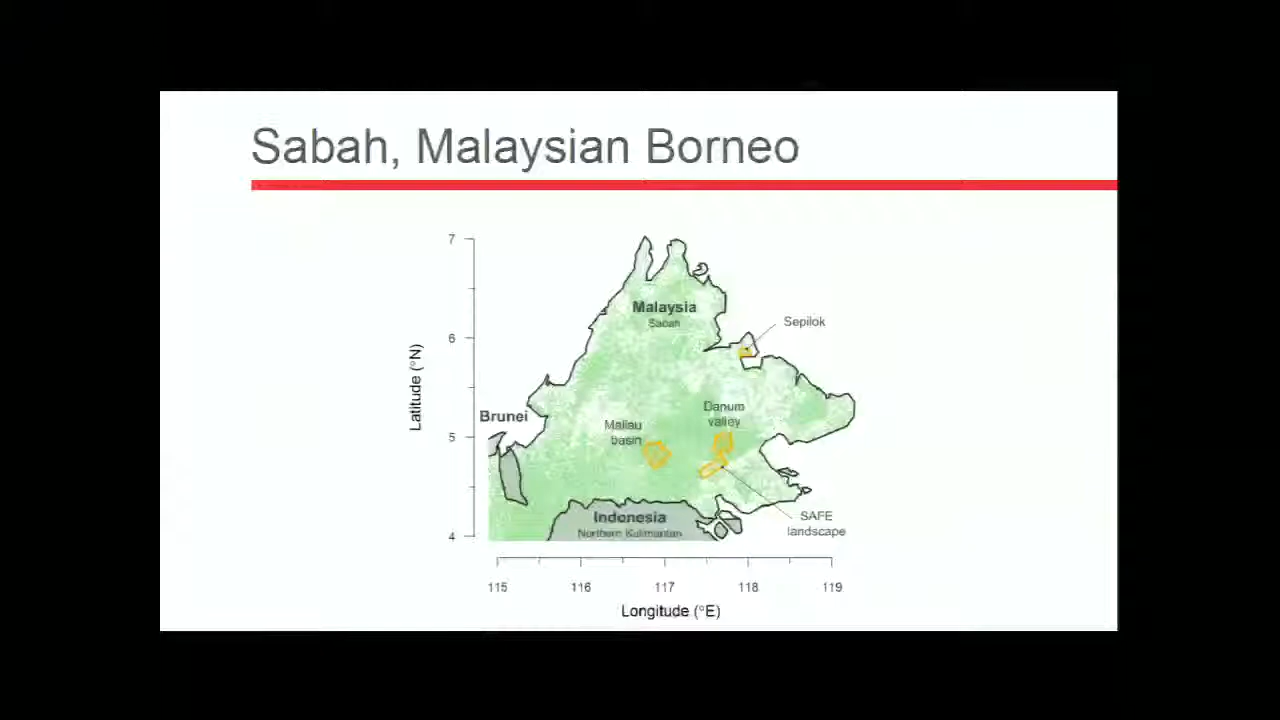 Sabah, Malaysian Borneo
7
Malaysia
Sabah
Sepilok
6
Latitude (°N)
Brunei
Danum
valley
Maliau
basin
5
SAFE
landscape
Indonesia
Northern Kalimantan
4
115 116 117 118 119
Longitude (°E)